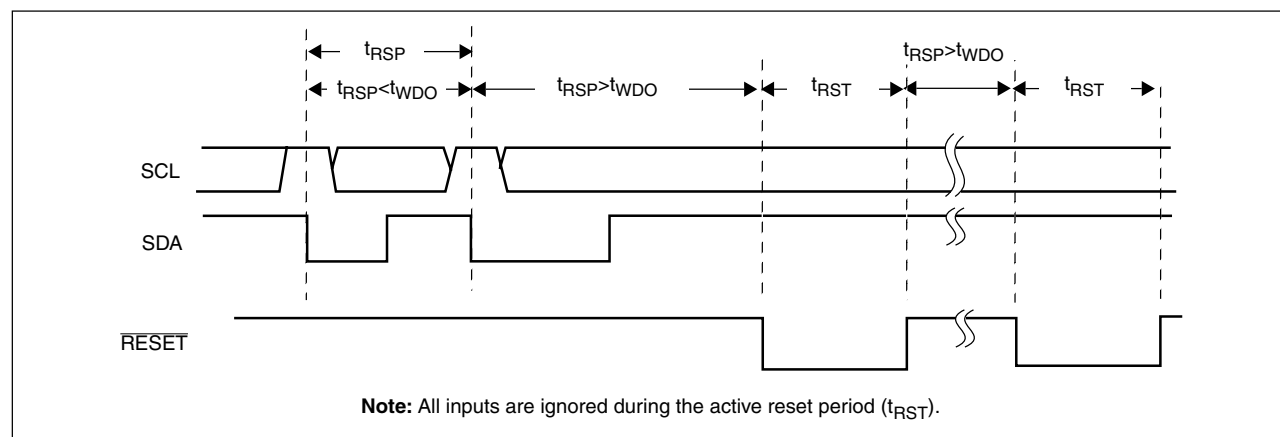 tRSP
tRSP<tWDO
tRSP>tWDO
tRST
tRSP>tWDO
tRST
SCL
SDA
RESET
Note: All inputs are ignored during the active reset period (tRST).